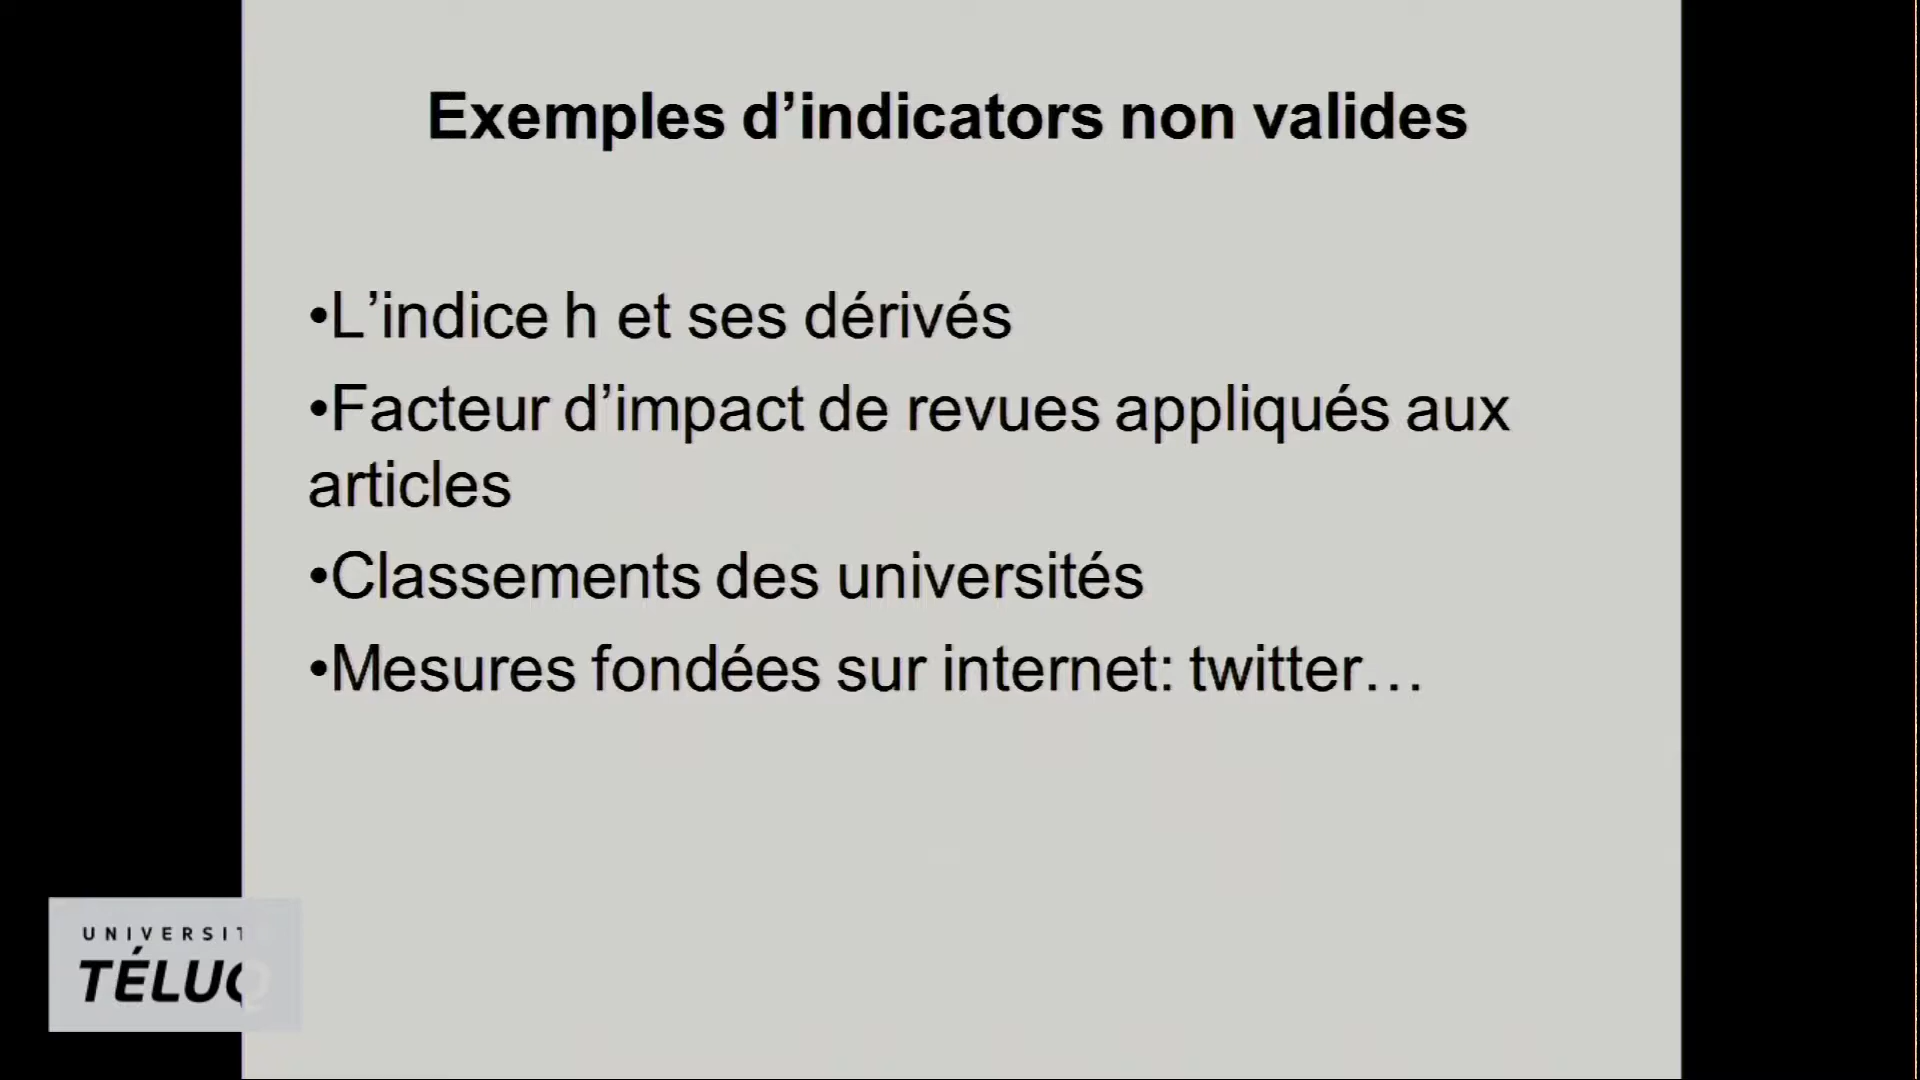 Exemples d’indicators non valides
•L’indice h et ses dérivés
•Facteur d’impact de revues appliqués aux
articles
•Classements des universités
•Mesures fondées sur internet: twitter…
UNIVERSITÉ
TÉLUQ